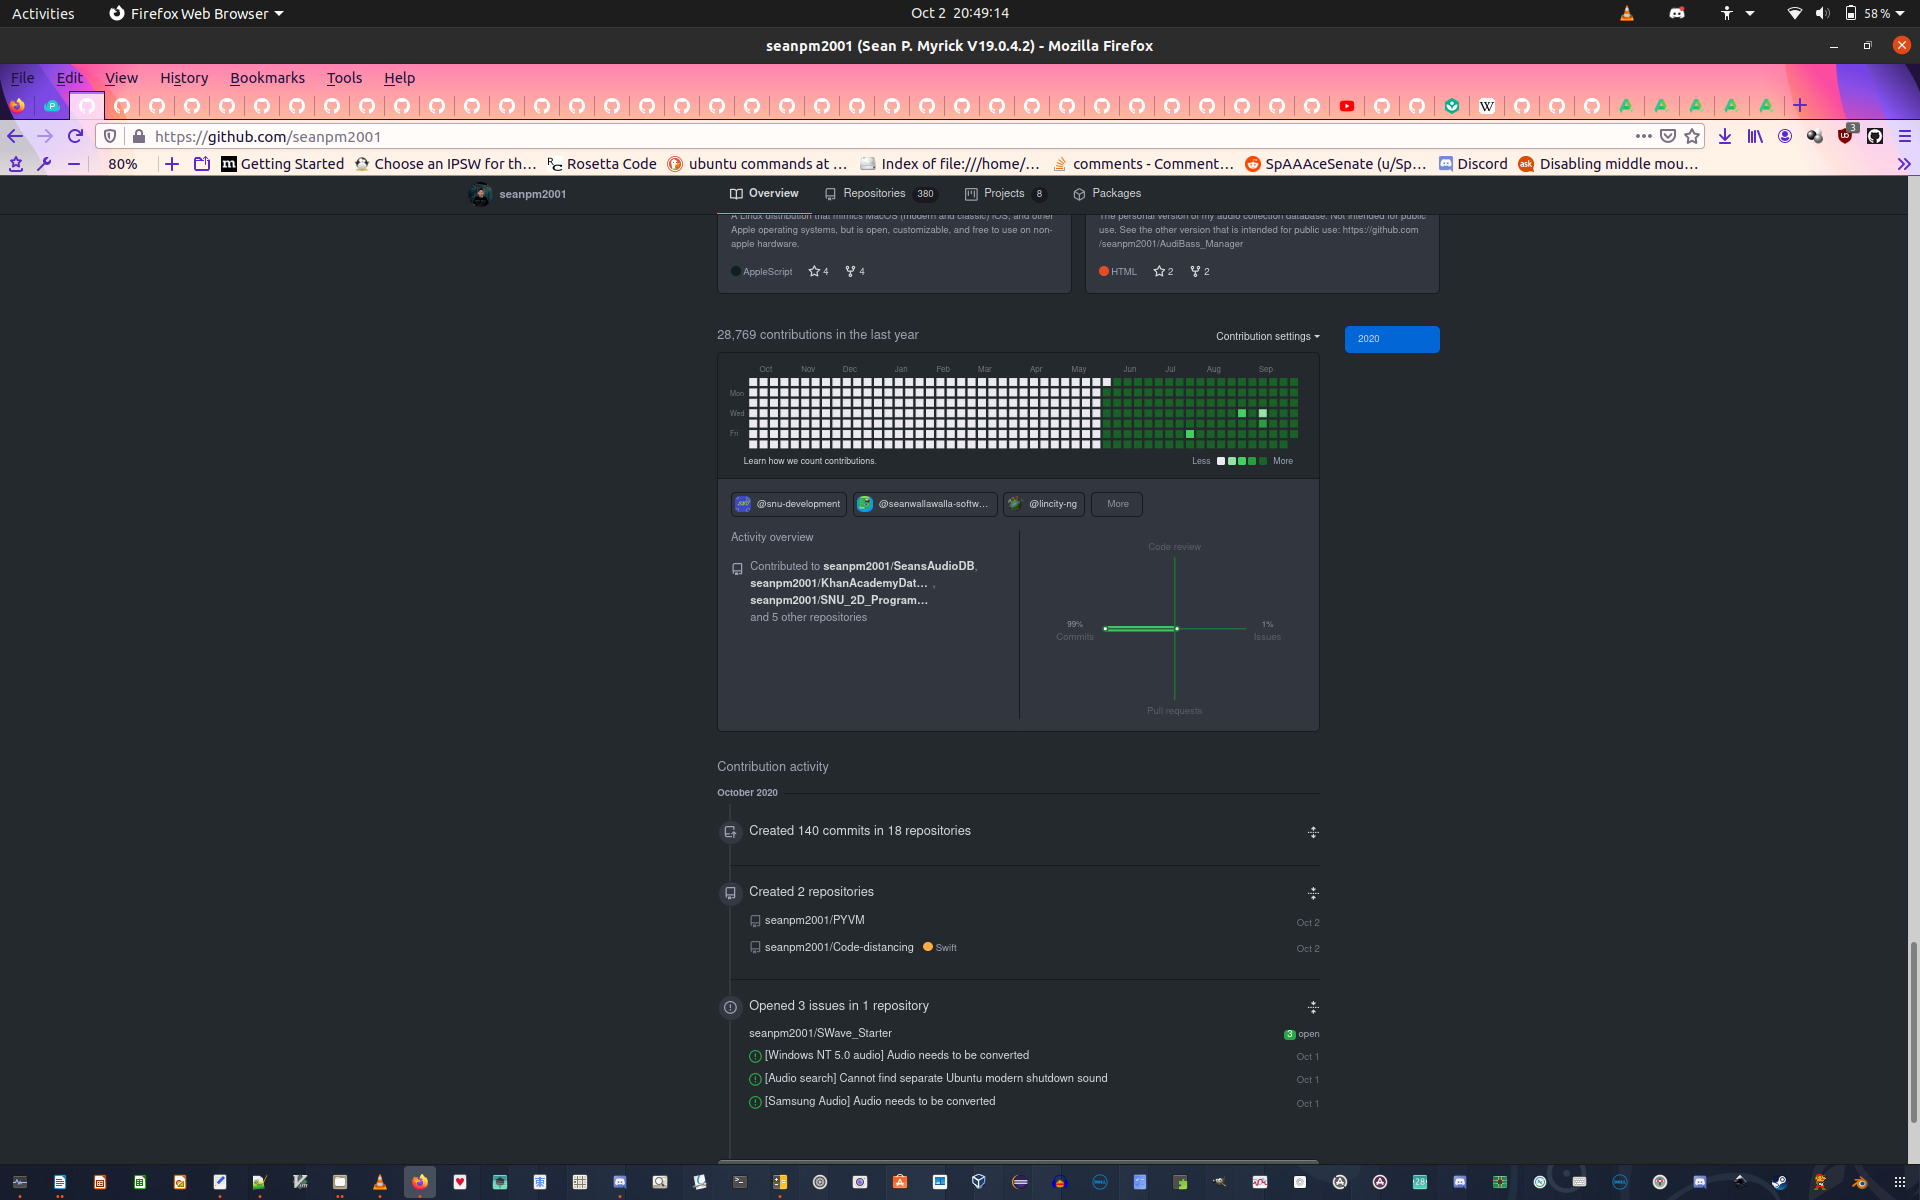 Activities Firefox Web Browser Oct 2 20:49:14 58 %
seanpm2001 (Sean P. Myrick V19.0.4.2) - Mozilla Firefox
File Edit View History Bookmarks Tools Help
https://github.com/seanpm2001 3
80% Getting Started Choose an IPSW for th… Rosetta Code ubuntu commands at … Index of file:///home/… comments - Comment… SpAAAceSenate (u/Sp… Discord Disabling middle mou…
seanpm2001 Overview Repositories 380 Projects 8 Packages
A Linux distribution that mimics MacOS (modern and classic) iOS, and other
Apple operating systems, but is open, customizable, and free to use on non-
apple hardware.
AppleScript 4 4
The personal version of my audio collection database. Not intended for public
use. See the other version that is intended for public use: https://github.com
/seanpm2001/AudiBass_Manager
HTML 2 2
28,769 contributions in the last year Contribution settings 2020
Oct Nov Dec Jan Feb Mar Apr May Jun Jul Aug Sep
Mon
Wed
Fri
Learn how we count contributions. Less More
@snu-development @seanwallawalla-softw… @lincity-ng More
Activity overview
Contributed to seanpm2001/SeansAudioDB,
seanpm2001/KhanAcademyDat… ,
seanpm2001/SNU_2D_Program…
and 5 other repositories
Code review
99%
Commits
1%
Issues
Pull requests
Contribution activity
October 2020
Created 140 commits in 18 repositories
Created 2 repositories
seanpm2001/PYVM Oct 2
seanpm2001/Code-distancing Swift Oct 2
Opened 3 issues in 1 repository
seanpm2001/SWave_Starter 3 open
[Windows NT 5.0 audio] Audio needs to be converted Oct 1
[Audio search] Cannot find separate Ubuntu modern shutdown sound Oct 1
[Samsung Audio] Audio needs to be converted Oct 1